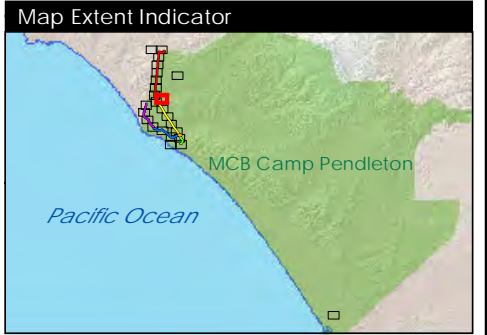 Map Extent Indicator
MCB Camp Pendleton
Pacific Ocean